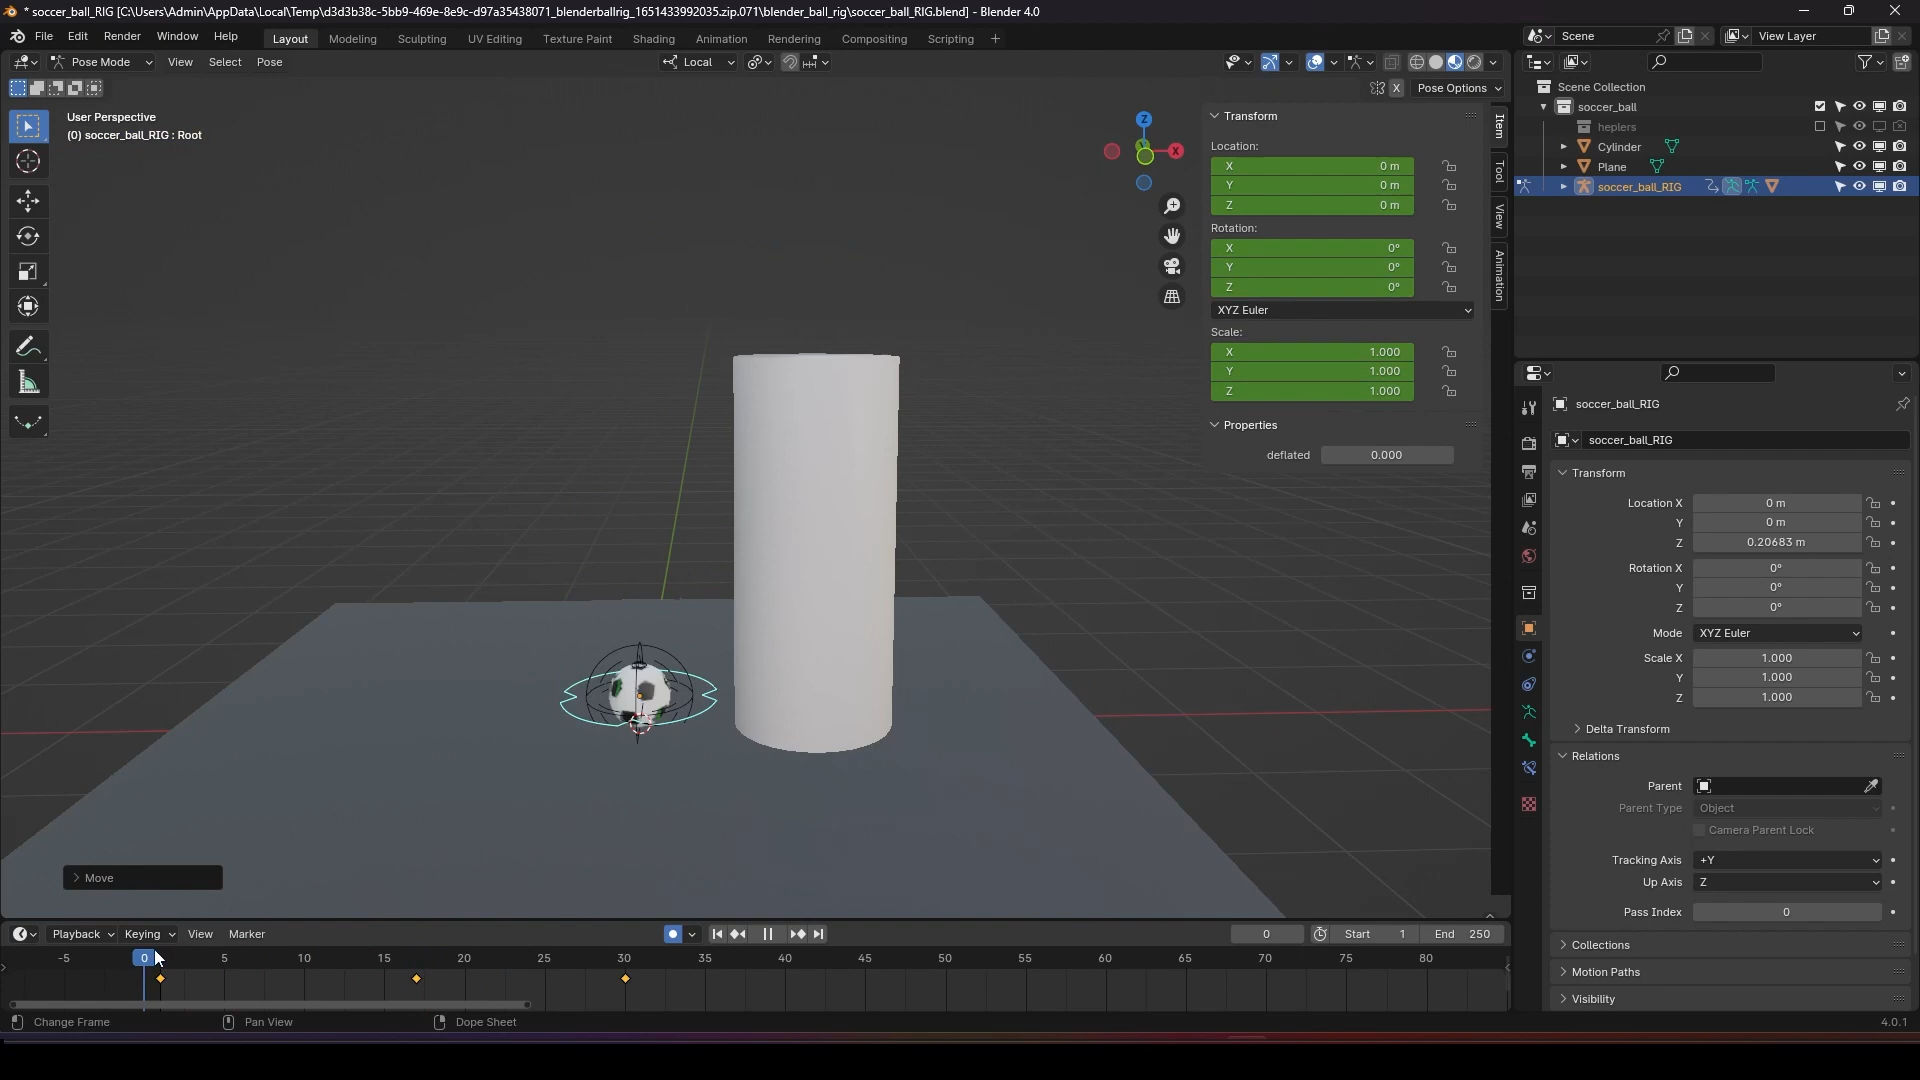 * soccer_ball_RIG [C:\Users\Admin\AppData\Local\Temp\d3d3b38c-5bb9-469e-8e9c-d97a35438071_blenderballrig_1651433992035.zip.071\blender_ball_rig\soccer_ball_RIG.blend] - Blender 4.0
File Edit Render Window Help Layout Modeling Sculpting UV Editing Texture Paint Shading Animation Rendering Compositing Scripting + Scene View Layer
Pose Mode View Select Pose Local
X Pose Options
User Perspective
(0) soccer_ball_RIG : Root
Z
X
Transform
Location:
X 0 m
Y 0 m
Z 0 m
Rotation:
X 0°
Y 0°
Z 0°
XYZ Euler
Scale:
X 1.000
Y 1.000
Z 1.000
Properties
deflated 0.000
Item
Tool
View
Animation
Scene Collection
soccer_ball
heplers
Cylinder
Plane
soccer_ball_RIG
soccer_ball_RIG
soccer_ball_RIG
Transform
Location X 0 m
Y 0 m
Z 0.20683 m
Rotation X 0°
Y 0°
Z 0°
Mode XYZ Euler
Scale X 1.000
Y 1.000
Z 1.000
Delta Transform
Relations
Parent
Parent Type Object
Camera Parent Lock
Tracking Axis +Y
Up Axis Z
Pass Index 0
Collections
Motion Paths
Visibility
Move
Playback Keying View Marker 0 Start 1 End 250
-5 0 5 10 15 20 25 30 35 40 45 50 55 60 65 70 75 80
Change Frame Pan View Dope Sheet 4.0.1